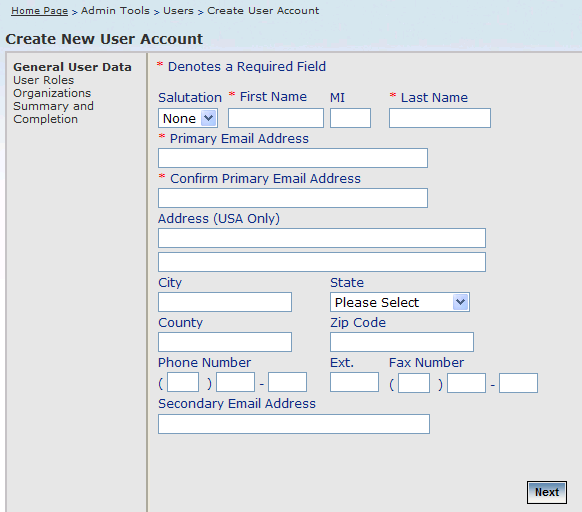 Home Page > Admin Tools > Users > Create User Account
Create New User Account
General User Data
User Roles
Organizations
Summary and
Completion
* Denotes a Required Field
Salutation * First Name MI * Last Name
None
* Primary Email Address
* Confirm Primary Email Address
Address (USA Only)
City State
Please Select
County Zip Code
Phone Number Ext. Fax Number
( ) - ( ) -
Secondary Email Address
Next